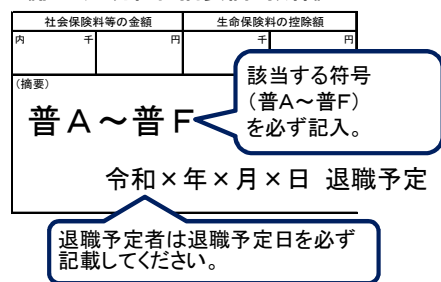 社会保険料等の金額 生命保険料の控除額
内 千 円 千 円
(摘要)
普A～普F
該当する符号
(普A～普F)
を必ず記入。
令和×年×月×日 退職予定
退職予定者は退職予定日を必ず
記載してください。